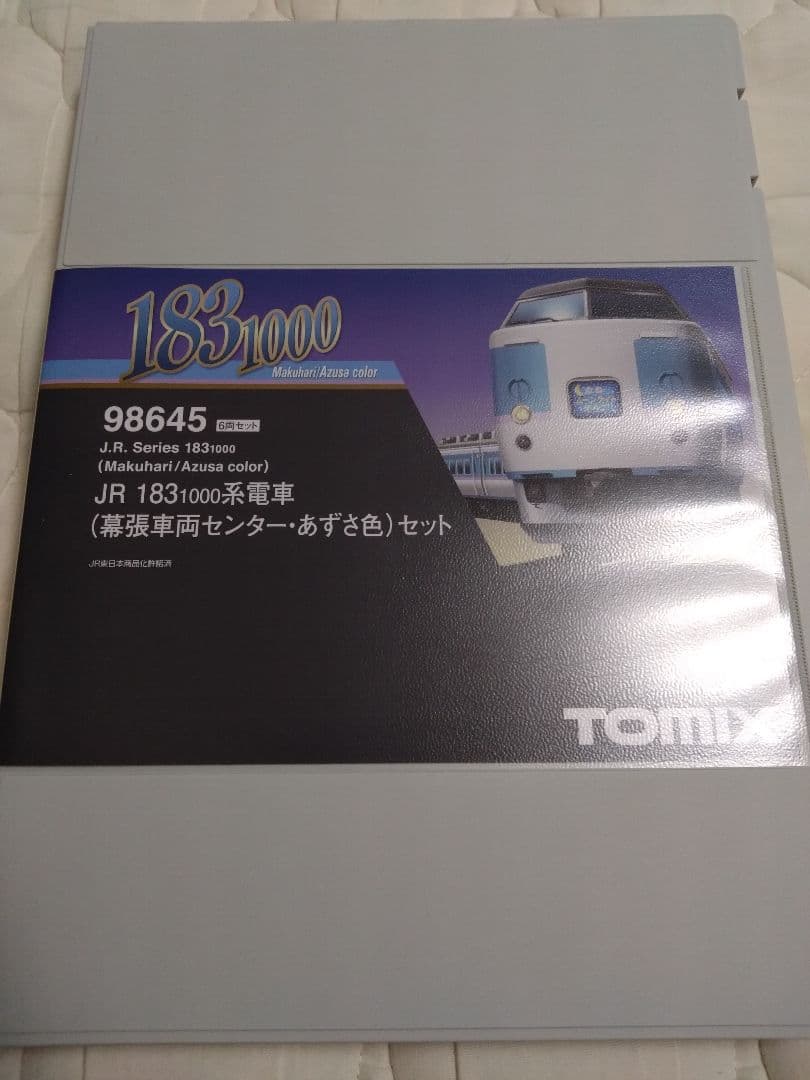 1831000
Makuhari/Azusa color
98645 6両セット
J.R. Series 1831000
(Makuhari/Azusa color)
JR 1831000系電車
(幕張車両センター・あずさ色)セット
JR東日本商品化許諾済
TOMIX